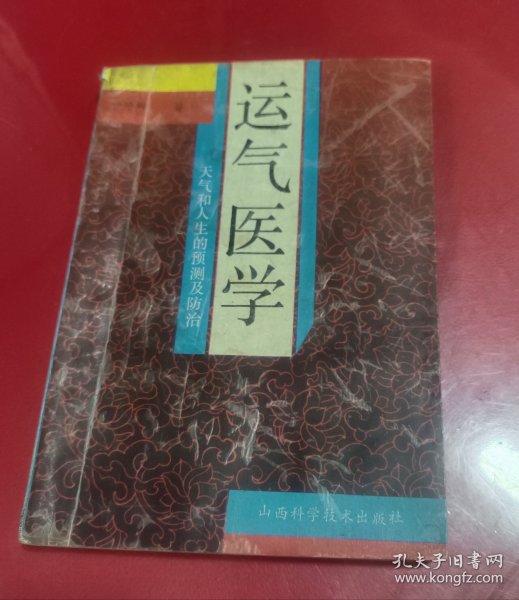 运气医学
天气和人生的预测及防治
山西科学技术出版社
孔夫子旧书网
www.kongfz.com